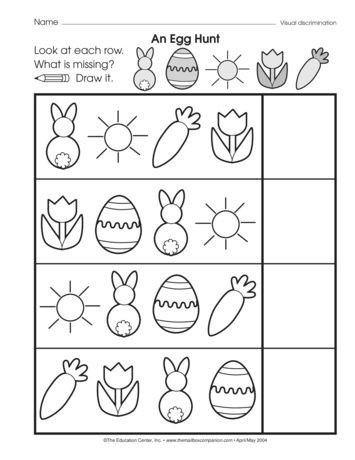 Name
Visual discrimination
An Egg Hunt
Look at each row.
What is missing?
Draw it.
©The Education Center, Inc. • www.themailboxcompanion.com • April/May 2004